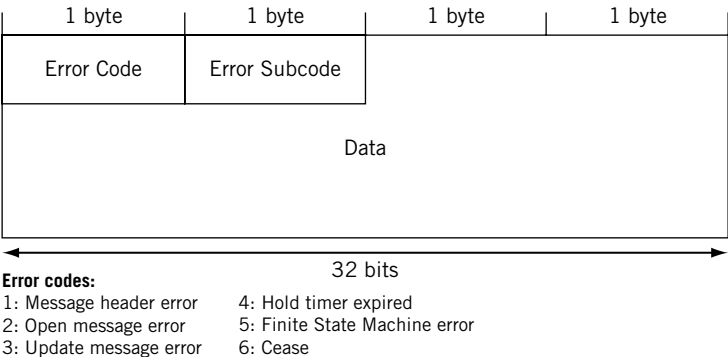 1 byte 1 byte 1 byte 1 byte
Error Code Error Subcode
Data
32 bits
Error codes:
1: Message header error 4: Hold timer expired
2: Open message error 5: Finite State Machine error
3: Update message error 6: Cease